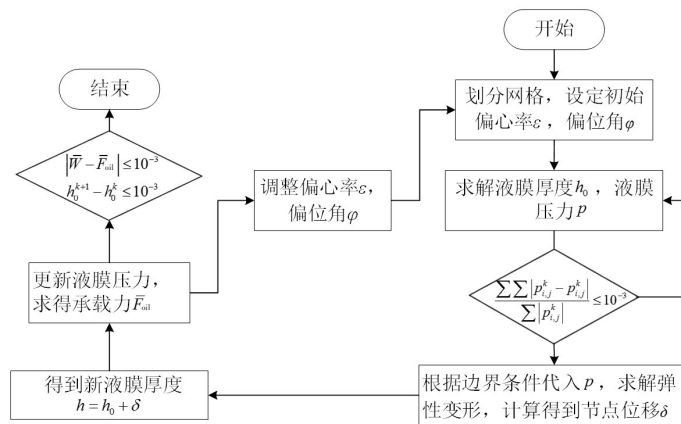 开始
划分网格，设定初始
偏心率ε，偏位角φ
求解液膜厚度h₀，液膜
压力p
∑∑|p_{i,j}^k − p_{i,j}^k| / ∑|p_{i,j}^k| ≤10⁻³
根据边界条件代入p，求解弹
性变形，计算得到节点位移δ
得到新液膜厚度
h = h₀ + δ
更新液膜压力，
求得承载力F̄_oil
调整偏心率ε，
偏位角φ
|W̄ − F̄_oil| ≤10⁻³
h₀^{k+1} − h₀^k ≤10⁻³
结束